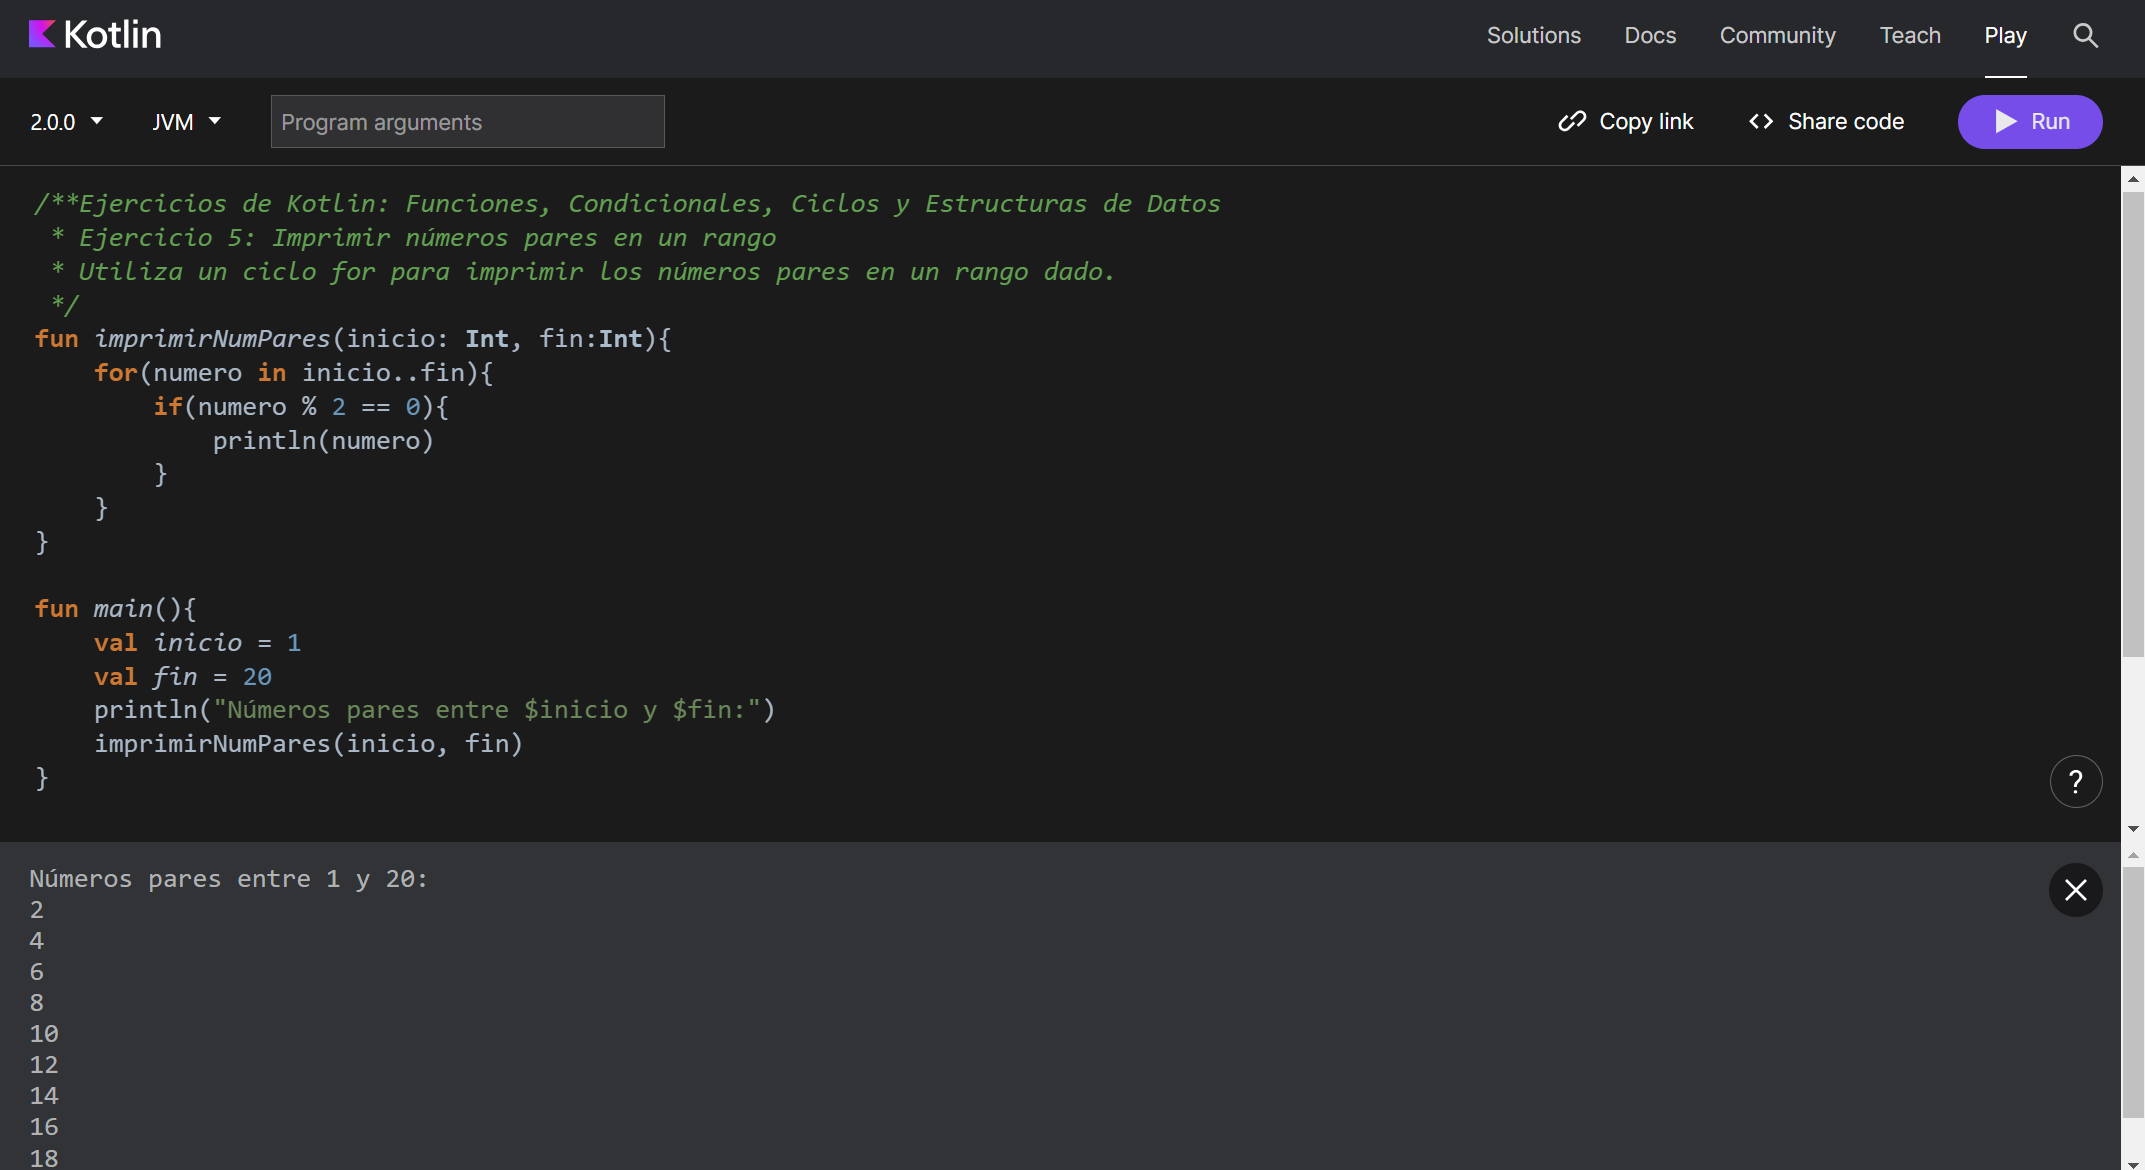 Kotlin
Solutions Docs Community Teach Play
2.0.0 JVM Program arguments Copy link Share code Run
/**Ejercicios de Kotlin: Funciones, Condicionales, Ciclos y Estructuras de Datos
 * Ejercicio 5: Imprimir números pares en un rango
 * Utiliza un ciclo for para imprimir los números pares en un rango dado.
 */
fun imprimirNumPares(inicio: Int, fin:Int){
    for(numero in inicio..fin){
        if(numero % 2 == 0){
            println(numero)
        }
    }
}

fun main(){
    val inicio = 1
    val fin = 20
    println("Números pares entre $inicio y $fin:")
    imprimirNumPares(inicio, fin)
}
?
Números pares entre 1 y 20:
2
4
6
8
10
12
14
16
18